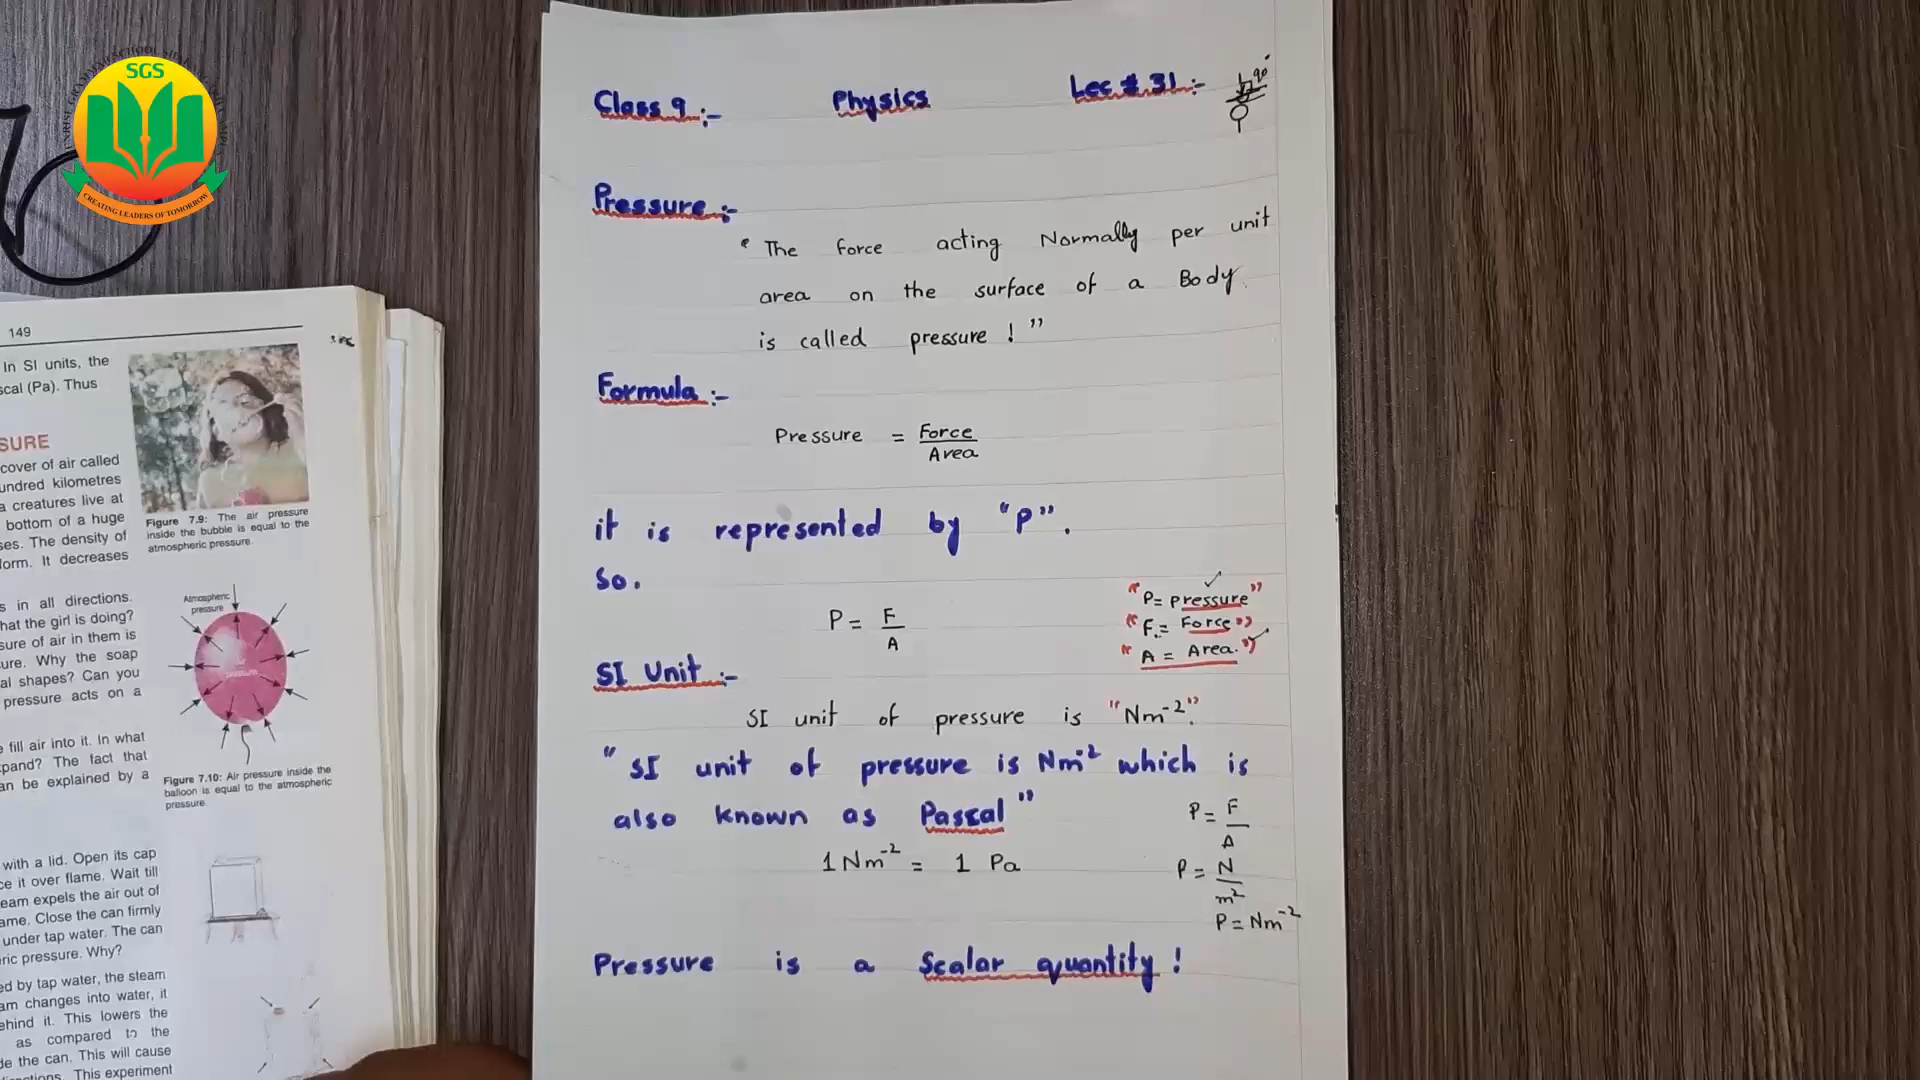 SGS
CREATING LEADERS OF TOMORROW
Class 9 :-
Physics
Lec # 31 :-
90°
Pressure :-
" The force acting Normally per unit
area on the surface of a Body
is called pressure ! "
Formula :-
Pressure = Force
Area
it is represented by "P".
So.
P = F
A
"P= pressure"
"F= Force"
"A = Area."
SI Unit :-
SI unit of pressure is "Nm⁻²".
" SI unit of pressure is Nm⁻² which is
also known as Pascal "
1 Nm⁻² = 1 Pa
P = F
A
P = N
m²
P = Nm⁻²
Pressure is a Scalar quantity !
149
In SI units, the
scal (Pa). Thus
SURE
cover of air called
undred kilometres
a creatures live at
bottom of a huge
ses. The density of
form. It decreases
s in all directions.
hat the girl is doing?
sure of air in them is
ure. Why the soap
al shapes? Can you
pressure acts on a
e fill air into it. In what
pand? The fact that
an be explained by a
with a lid. Open its cap
ce it over flame. Wait till
eam expels the air out of
ame. Close the can firmly
under tap water. The can
ric pressure. Why?
ed by tap water, the steam
am changes into water, it
ehind it. This lowers the
as compared to the
de the can. This will cause
This experiment
Figure 7.9: The air pressure
inside the bubble is equal to the
atmospheric pressure.
Atmospheric
pressure
Figure 7.10: Air pressure inside the
balloon is equal to the atmospheric
pressure.